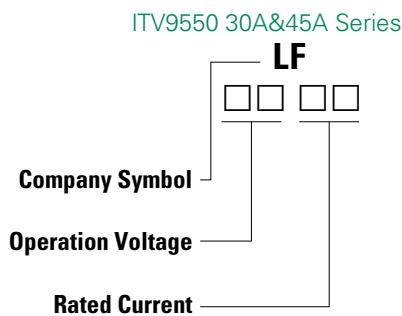 ITV9550 30A&45A Series
LF
□□ □□
Company Symbol
Operation Voltage
Rated Current